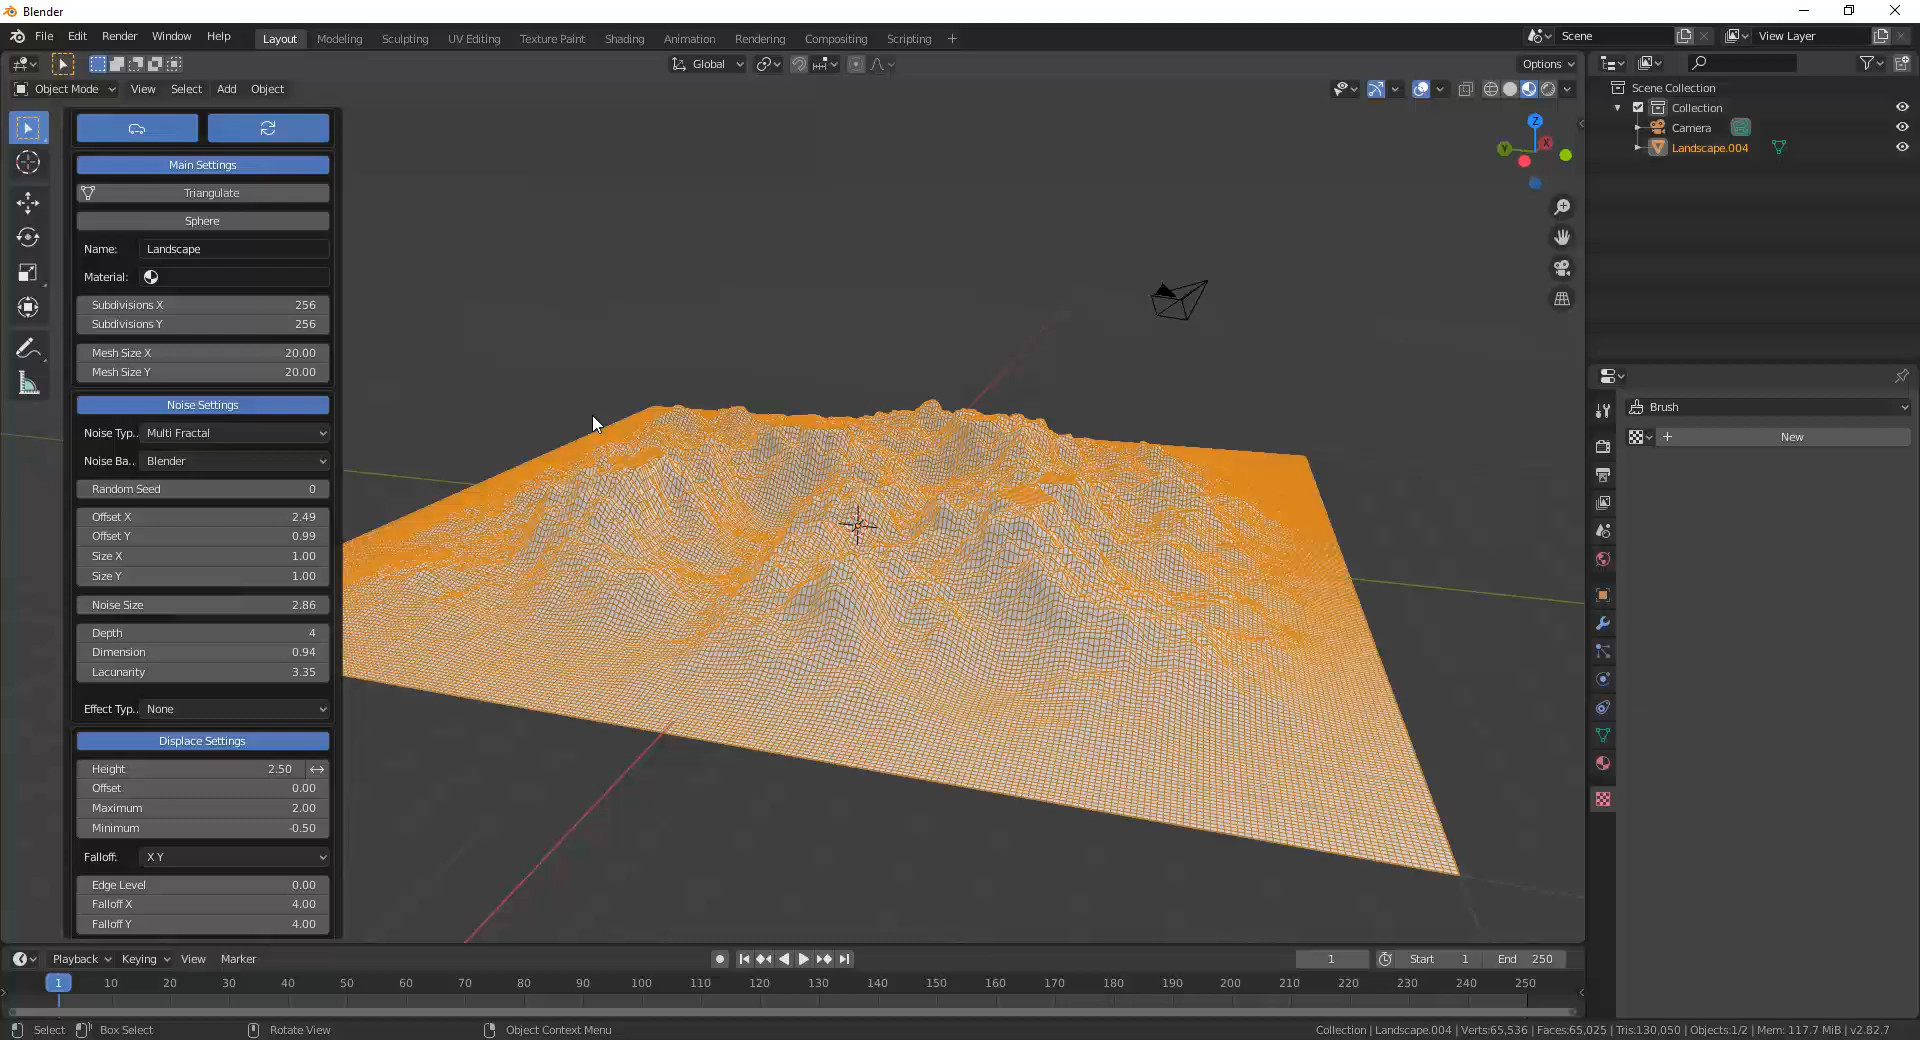 Blender
File Edit Render Window Help Layout Modeling Sculpting UV Editing Texture Paint Shading Animation Rendering Compositing Scripting + Scene View Layer
Global Options
Object Mode View Select Add Object
Scene Collection
Collection
Camera
Landscape.004
Z
Y
X
Main Settings
Triangulate
Sphere
Name: Landscape
Material:
Subdivisions X 256
Subdivisions Y 256
Mesh Size X 20.00
Mesh Size Y 20.00
Noise Settings
Noise Typ.. Multi Fractal
Noise Ba.. Blender
Random Seed 0
Offset X 2.49
Offset Y 0.99
Size X 1.00
Size Y 1.00
Noise Size 2.86
Depth 4
Dimension 0.94
Lacunarity 3.35
Effect Typ.. None
Displace Settings
Height 2.50
Offset 0.00
Maximum 2.00
Minimum -0.50
Falloff: X Y
Edge Level 0.00
Falloff X 4.00
Falloff Y 4.00
Brush
+ New
Playback Keying View Marker 1 Start 1 End 250
1 10 20 30 40 50 60 70 80 90 100 110 120 130 140 150 160 170 180 190 200 210 220 230 240 250
Select Box Select Rotate View Object Context Menu Collection | Landscape.004 | Verts:65,536 | Faces:65,025 | Tris:130,050 | Objects:1/2 | Mem: 117.7 MiB | v2.82.7